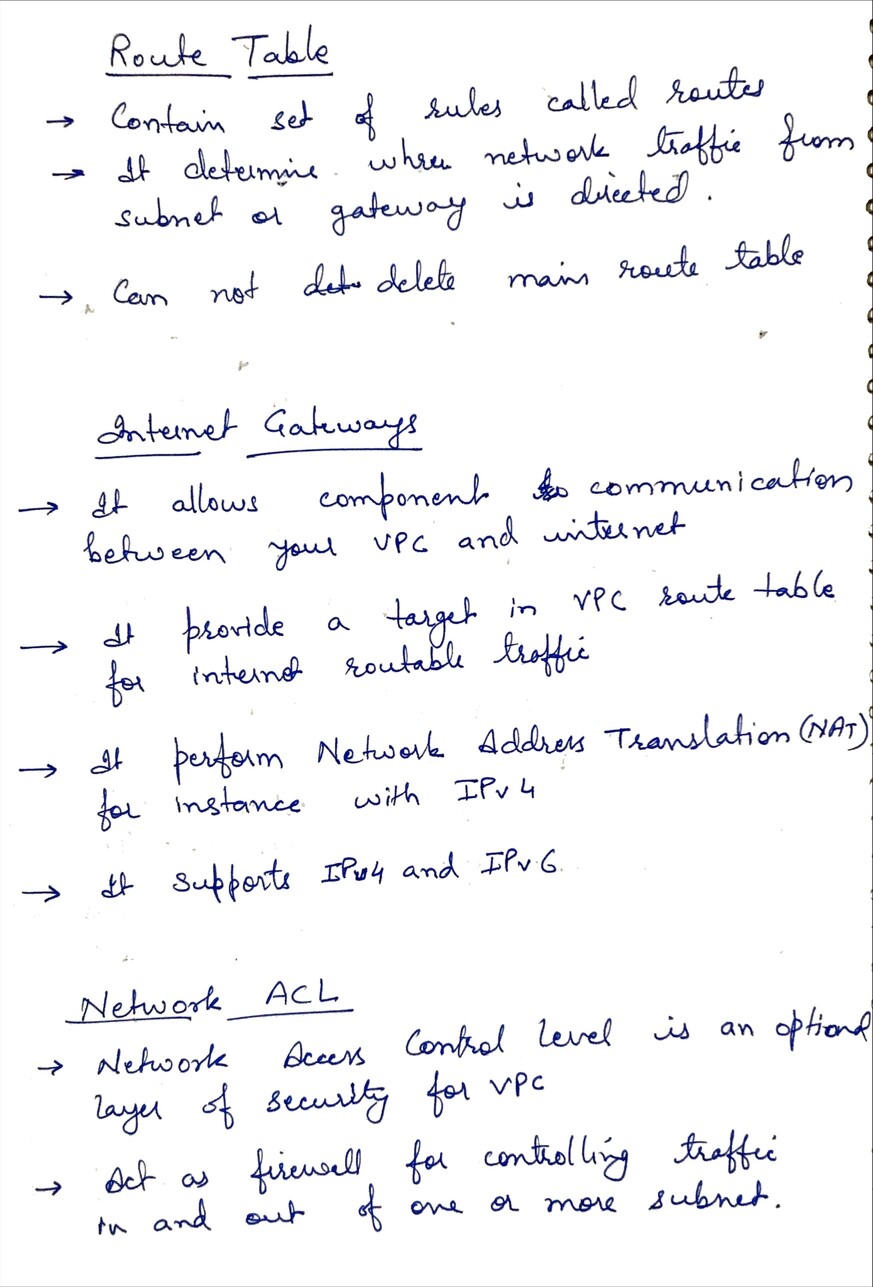 Route Table
→ Contain set of rules called routes
→ It determine where network traffic from
subnet or gateway is directed.
→ Can not delete main route table
Internet Gateways
→ It allows component communication
between your VPC and internet
→ It provide a target in VPC route table
for internet routable traffic
→ It perform Network Address Translation (NAT)
for instance with IPv4
→ It supports IPv4 and IPv6.
Network ACL
→ Network Access Control Level is an optional
layer of security for VPC
→ Act as firewall for controlling traffic
in and out of one or more subnet.